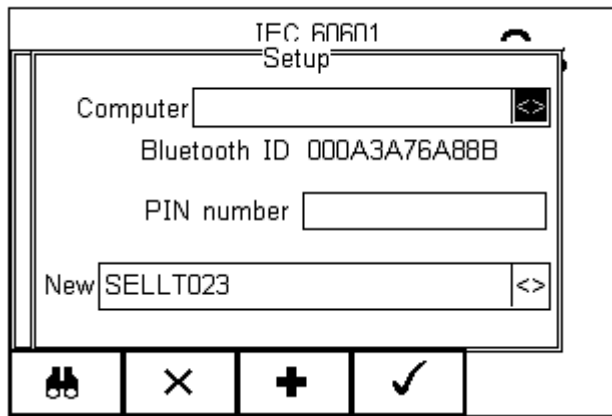 IEC 60601
Setup
Computer <>
Bluetooth ID 000A3A76A88B
PIN number
New SELLT023 <>